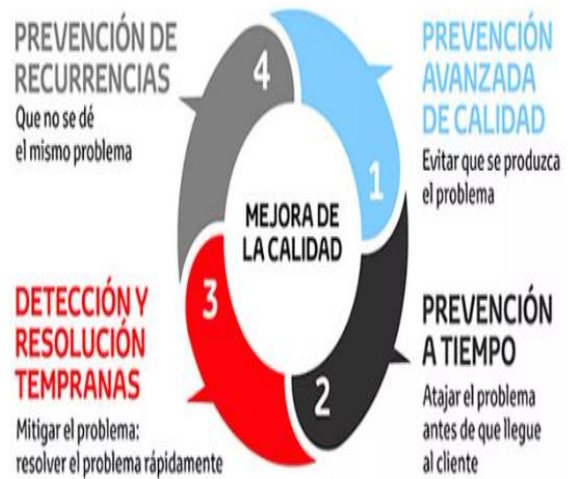 PREVENCIÓN DE
RECURRENCIAS
Que no se dé
el mismo problema
4
PREVENCIÓN
AVANZADA
DE CALIDAD
Evitar que se produzca
el problema
1
MEJORA DE
LA CALIDAD
DETECCIÓN Y
RESOLUCIÓN
TEMPRANAS
Mitigar el problema:
resolver el problema rápidamente
3
PREVENCIÓN
A TIEMPO
Atajar el problema
antes de que llegue
al cliente
2